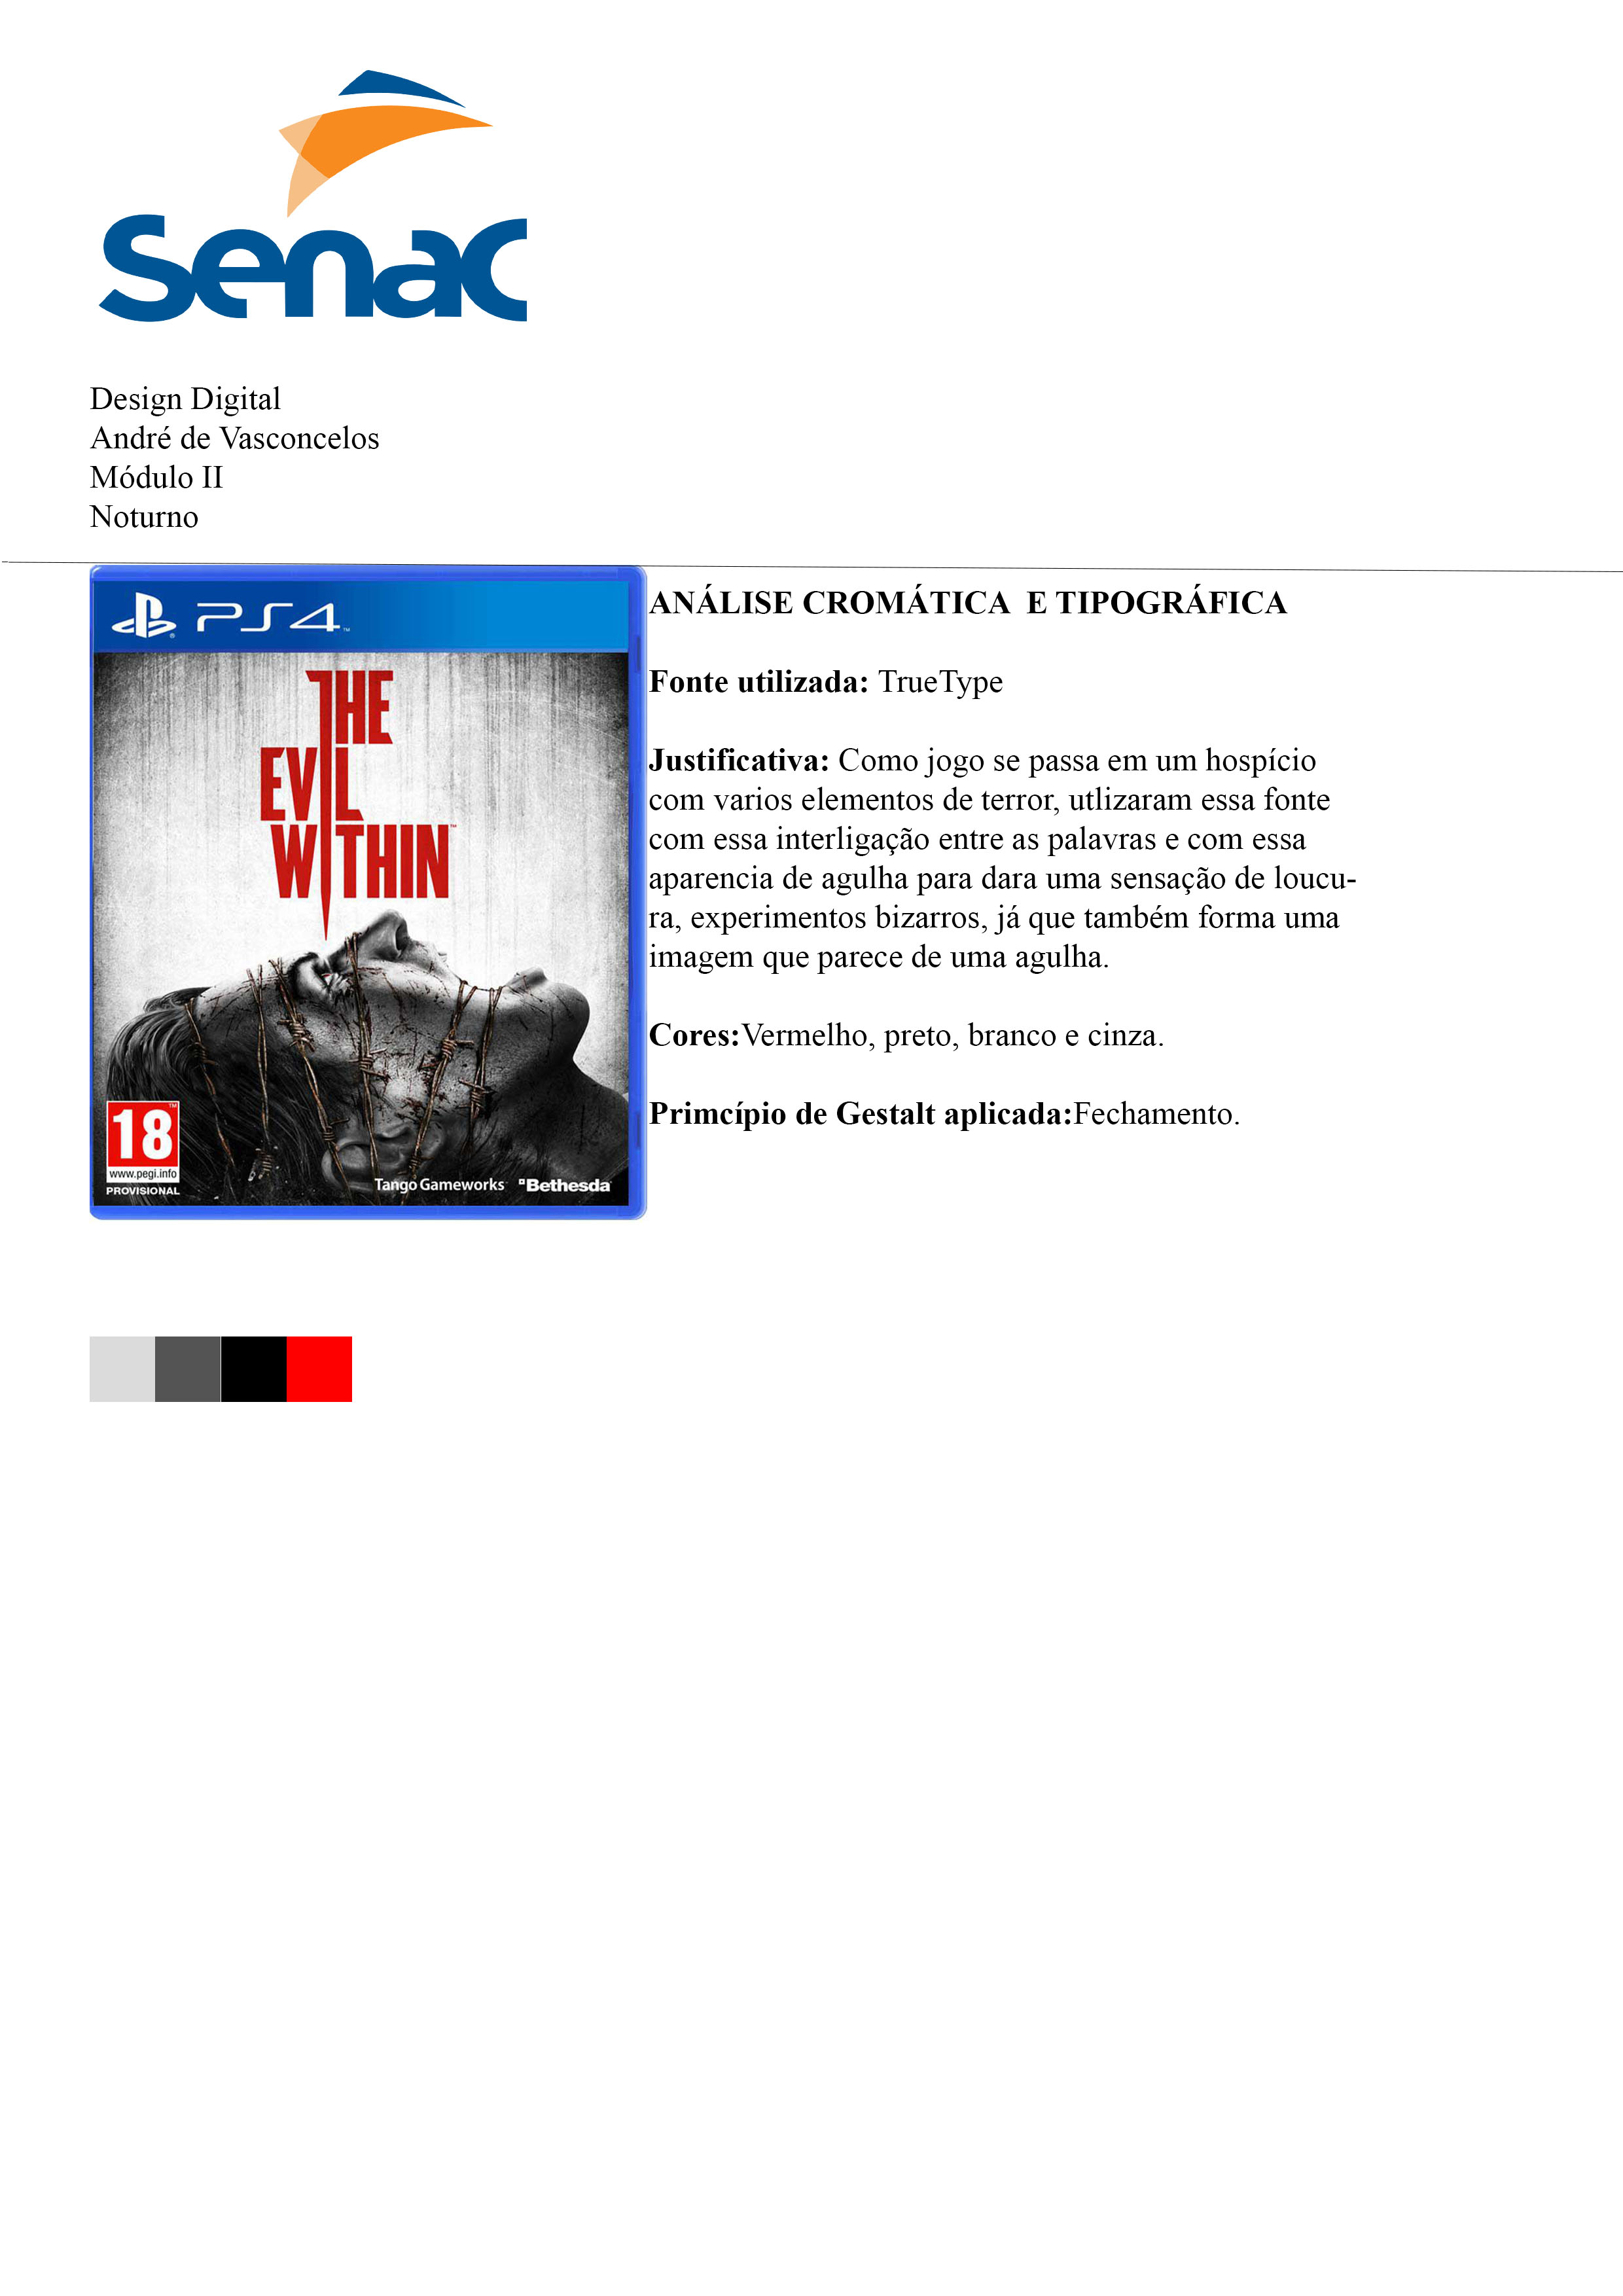 Senac
Design Digital
André de Vasconcelos
Módulo II
Noturno
PS4™
THE
EVIL
WITHIN™
18™
www.pegi.info
PROVISIONAL
Tango Gameworks Bethesda
ANÁLISE CROMÁTICA  E TIPOGRÁFICA
Fonte utilizada: TrueType
Justificativa: Como jogo se passa em um hospício
com varios elementos de terror, utlizaram essa fonte
com essa interligação entre as palavras e com essa
aparencia de agulha para dara uma sensação de loucu-
ra, experimentos bizarros, já que também forma uma
imagem que parece de uma agulha.
Cores:Vermelho, preto, branco e cinza.
Primcípio de Gestalt aplicada:Fechamento.